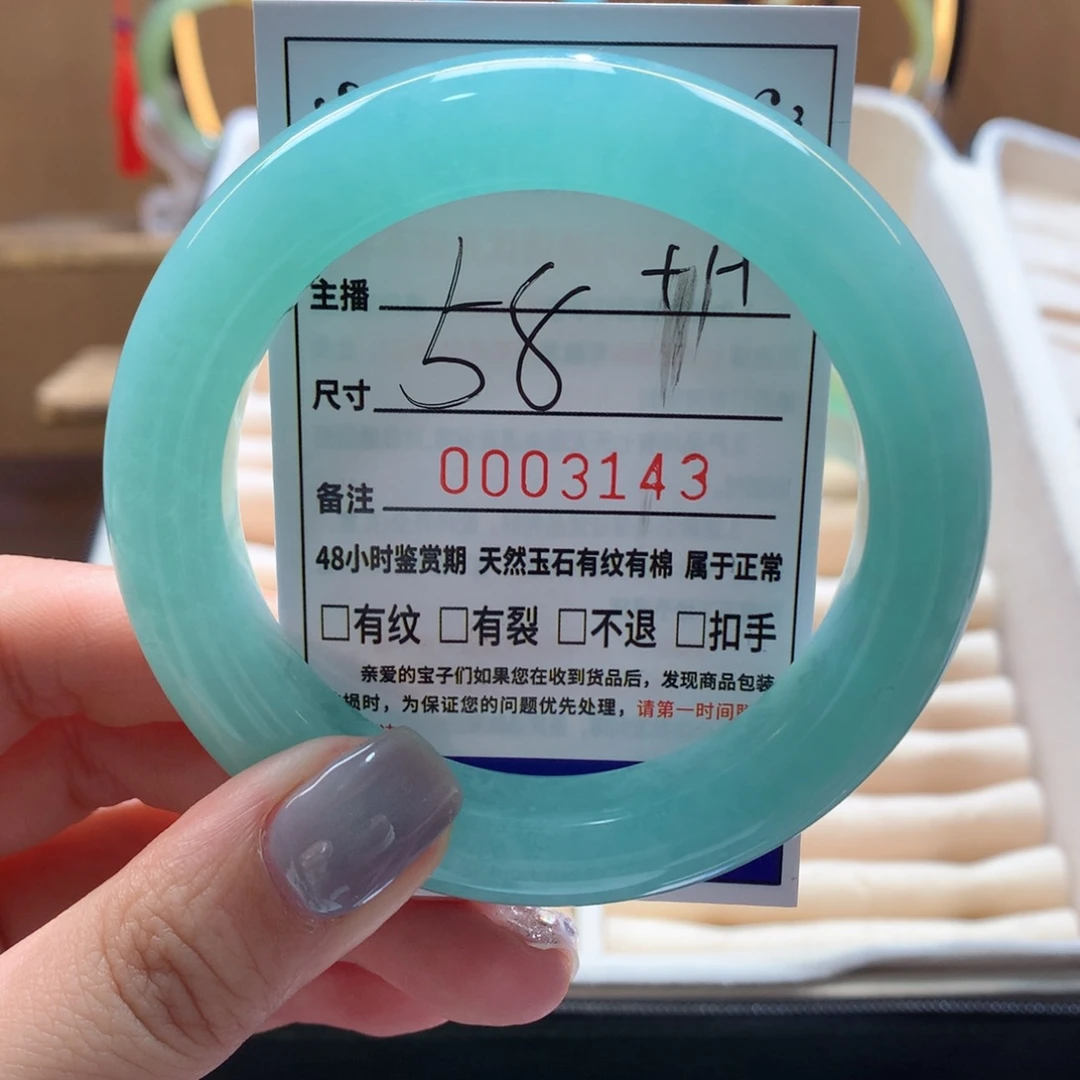 主播
尺寸 58
备注 0003143
48小时鉴赏期 天然玉石有纹有棉 属于正常
□有纹 □有裂 □不退 □扣手
亲爱的宝子们如果您在收到货品后，发现商品包装
损时，为保证您的问题优先处理，请第一时间